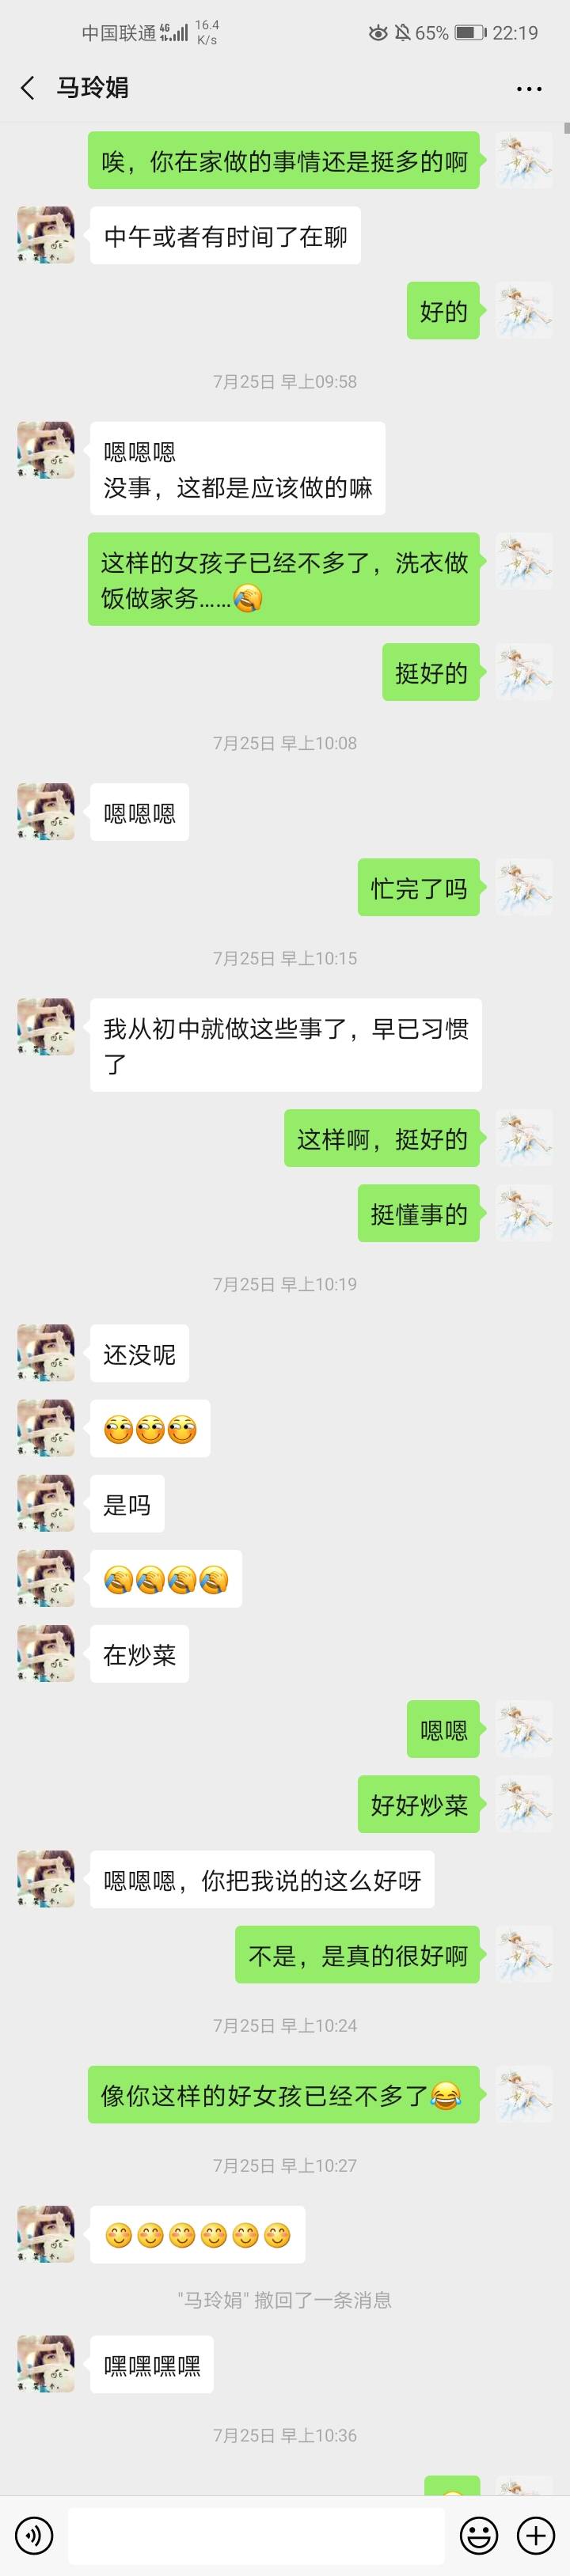 中国联通 4G 16.4 K/s 65% 22:19
马玲娟
唉，你在家做的事情还是挺多的啊
中午或者有时间了在聊
好的
7月25日 早上09:58
嗯嗯嗯
没事，这都是应该做的嘛
这样的女孩子已经不多了，洗衣做
饭做家务……🤦
挺好的
7月25日 早上10:08
嗯嗯嗯
忙完了吗
7月25日 早上10:15
我从初中就做这些事了，早已习惯
了
这样啊，挺好的
挺懂事的
7月25日 早上10:19
还没呢
是吗
在炒菜
嗯嗯
好好炒菜
嗯嗯嗯，你把我说的这么好呀
不是，是真的很好啊
7月25日 早上10:24
像你这样的好女孩已经不多了😂
7月25日 早上10:27
😊😊😊😊😊😊
"马玲娟" 撤回了一条消息
嘿嘿嘿嘿
7月25日 早上10:36